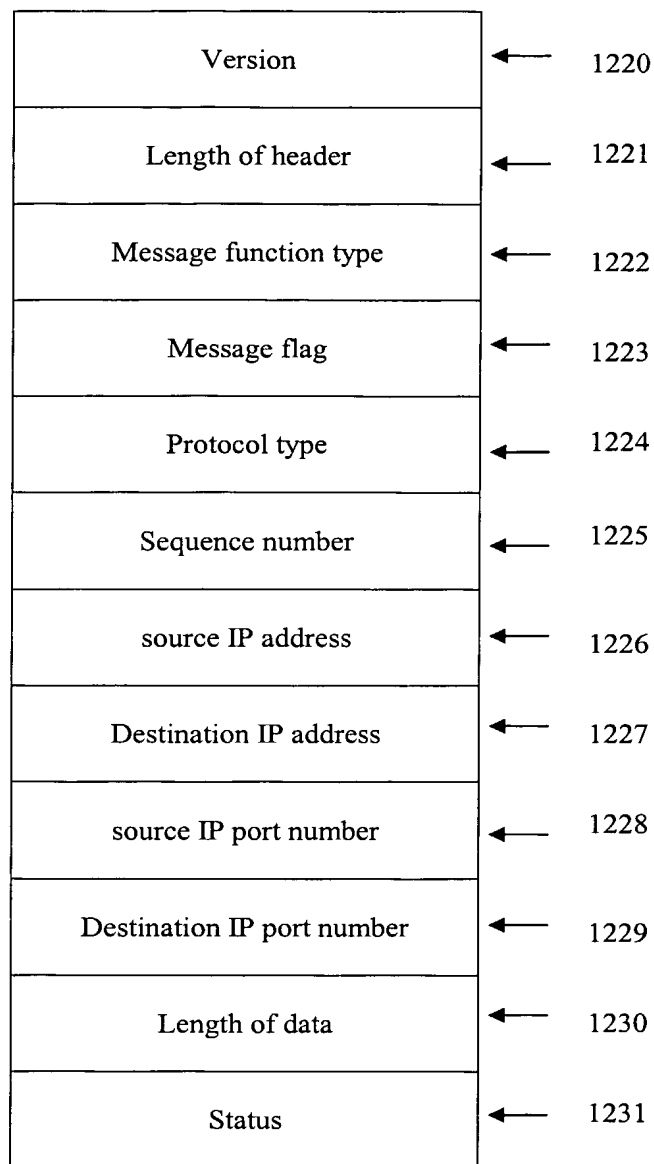 Version 1220
Length of header 1221
Message function type 1222
Message flag 1223
Protocol type 1224
Sequence number 1225
source IP address 1226
Destination IP address 1227
source IP port number 1228
Destination IP port number 1229
Length of data 1230
Status 1231